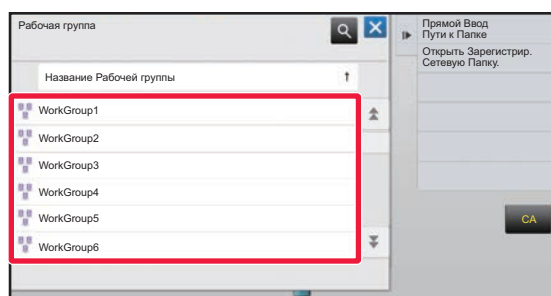 Рабочая группа
Название Рабочей группы
WorkGroup1
WorkGroup2
WorkGroup3
WorkGroup4
WorkGroup5
WorkGroup6
Прямой Ввод
Пути к Папке
Открыть Зарегистрир.
Сетевую Папку.
CA